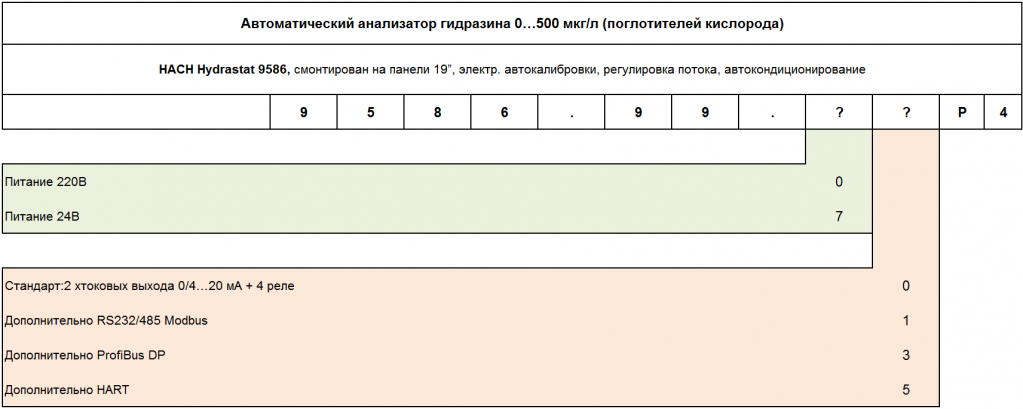 Автоматический анализатор гидразина 0…500 мкг/л (поглотителей кислорода)
HACH Hydrastat 9586, смонтирован на панели 19”, электр. автокалибровки, регулировка потока, автокондиционирование
9 5 8 6 . 9 9 . ? ? P 4
Питание 220В 0
Питание 24В 7
Стандарт:2 хтоковых выхода 0/4…20 мА + 4 реле 0
Дополнительно RS232/485 Modbus 1
Дополнительно ProfiBus DP 3
Дополнительно HART 5